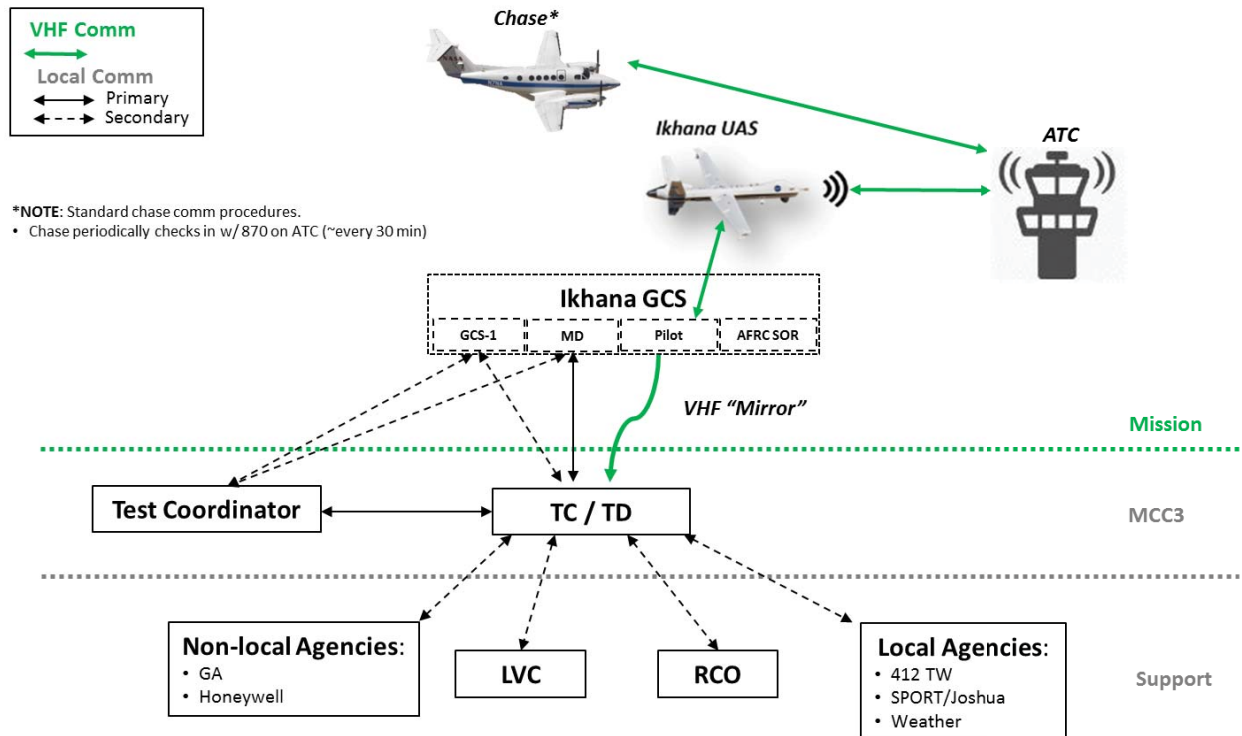 VHF Comm
Local Comm
Primary
Secondary
Chase*
Ikhana UAS
ATC
*NOTE: Standard chase comm procedures.
• Chase periodically checks in w/ 870 on ATC (~every 30 min)
Ikhana GCS
GCS-1
MD
Pilot
AFRC SOR
VHF “Mirror”
Mission
Test Coordinator
TC / TD
MCC3
Non-local Agencies:
• GA
• Honeywell
LVC
RCO
Local Agencies:
• 412 TW
• SPORT/Joshua
• Weather
Support